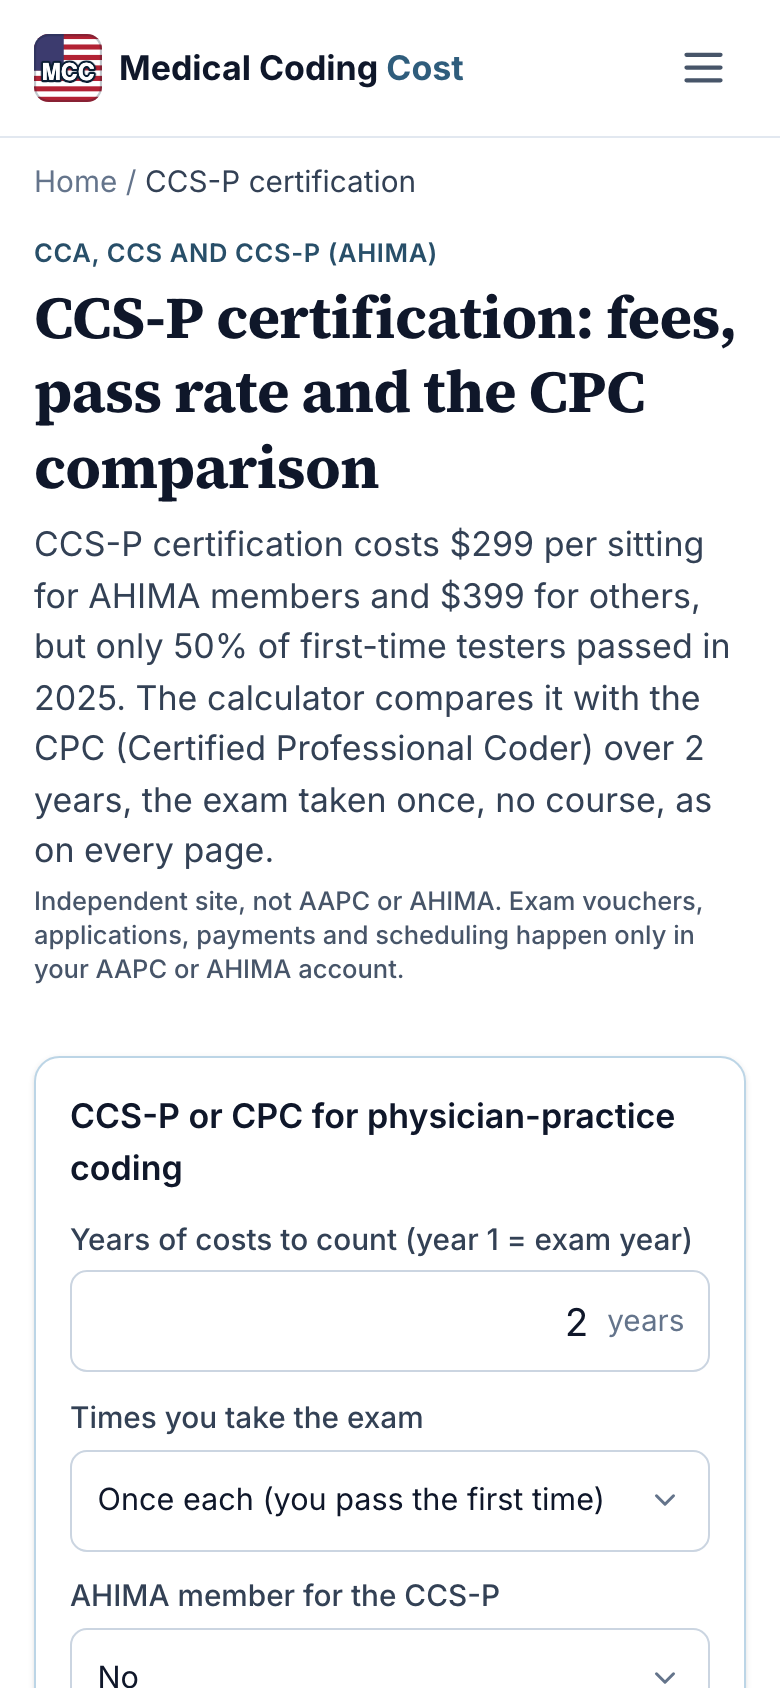 MCC
Medical Coding Cost
Home / CCS-P certification
CCA, CCS AND CCS-P (AHIMA)
CCS-P certification: fees,
pass rate and the CPC
comparison
CCS-P certification costs $299 per sitting
for AHIMA members and $399 for others,
but only 50% of first-time testers passed in
2025. The calculator compares it with the
CPC (Certified Professional Coder) over 2
years, the exam taken once, no course, as
on every page.
Independent site, not AAPC or AHIMA. Exam vouchers,
applications, payments and scheduling happen only in
your AAPC or AHIMA account.
CCS-P or CPC for physician-practice
coding
Years of costs to count (year 1 = exam year)
2 years
Times you take the exam
Once each (you pass the first time)
AHIMA member for the CCS-P
No